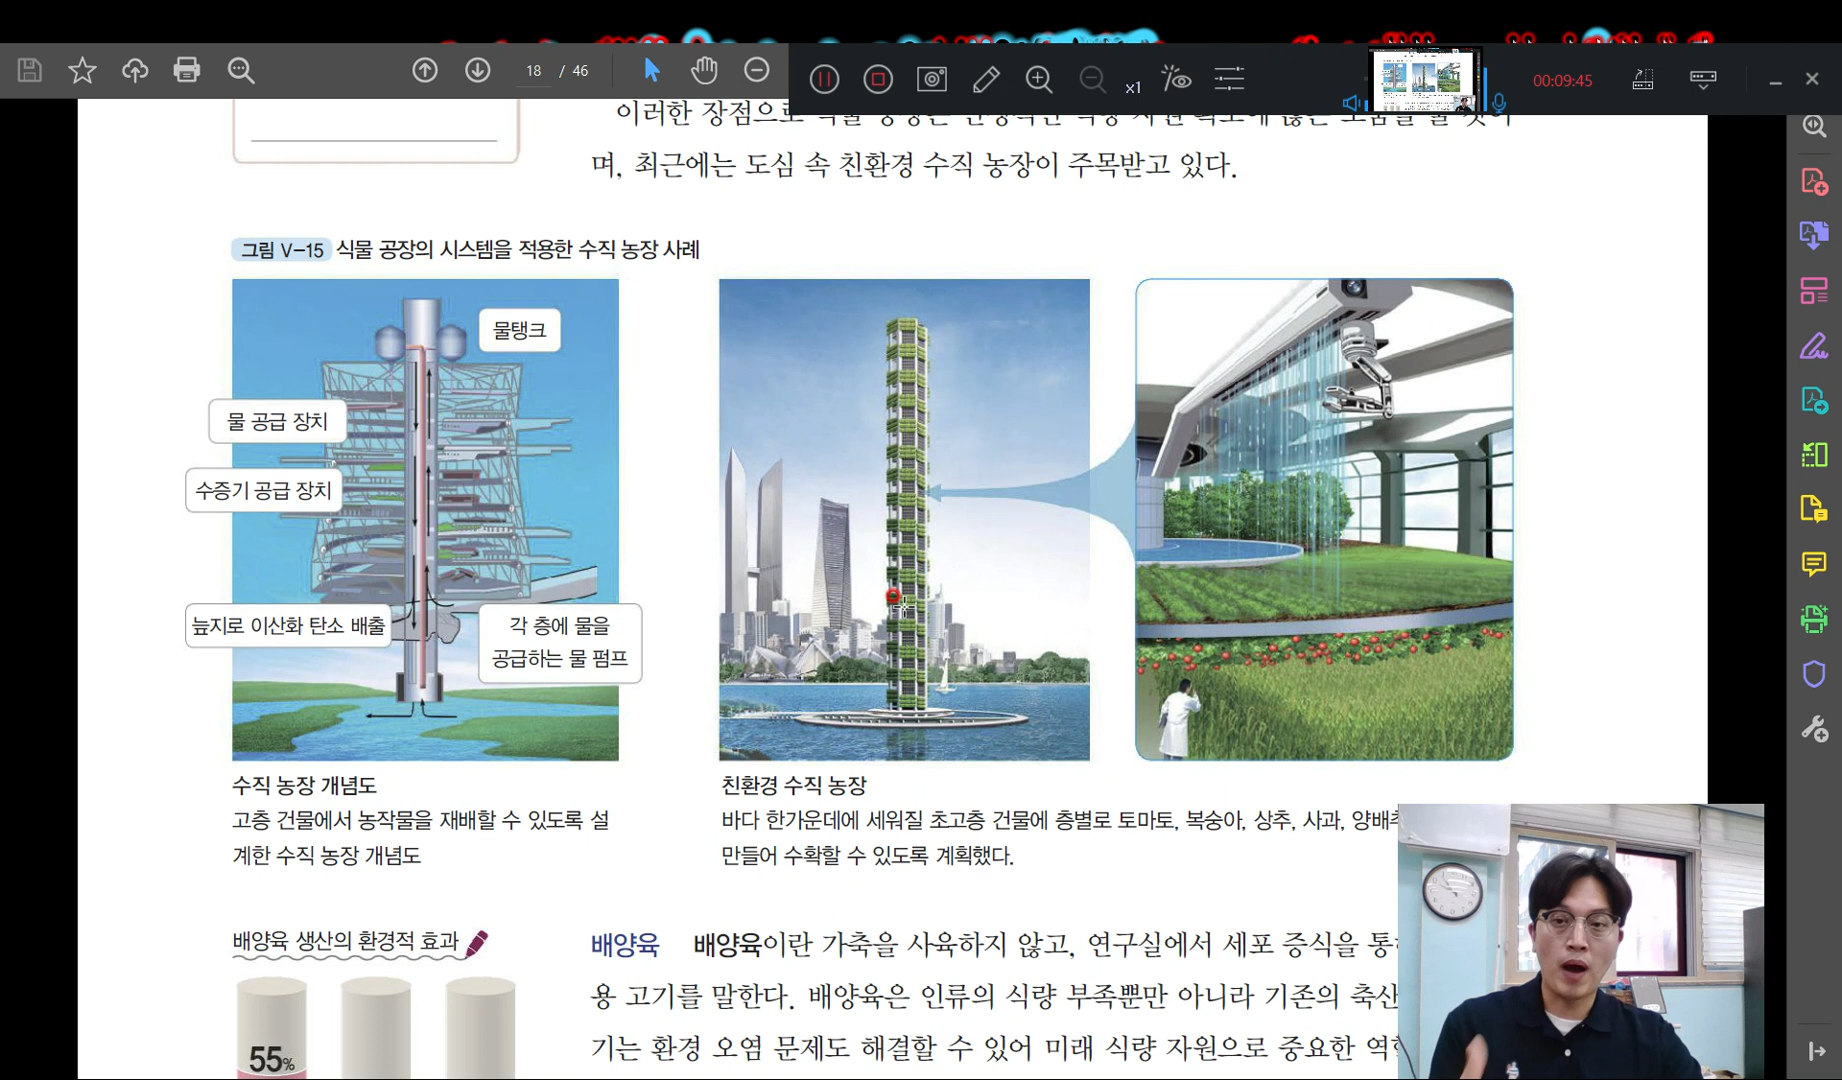 18 / 46
x1
00:09:45
이러한 장점으로
며, 최근에는 도심 속 친환경 수직 농장이 주목받고 있다.
그림 V-15 식물 공장의 시스템을 적용한 수직 농장 사례
물탱크
물 공급 장치
수증기 공급 장치
늪지로 이산화 탄소 배출
각 층에 물을
공급하는 물 펌프
수직 농장 개념도
고층 건물에서 농작물을 재배할 수 있도록 설
계한 수직 농장 개념도
친환경 수직 농장
바다 한가운데에 세워질 초고층 건물에 층별로 토마토, 복숭아, 상추, 사과,
만들어 수확할 수 있도록 계획했다.
배양육 생산의 환경적 효과
55%
배양육 배양육이란 가축을 사육하지 않고, 연구실에서 세포 증식을
용 고기를 말한다. 배양육은 인류의 식량 부족뿐만 아니라 기존의
기는 환경 오염 문제도 해결할 수 있어 미래 식량 자원으로 중요한